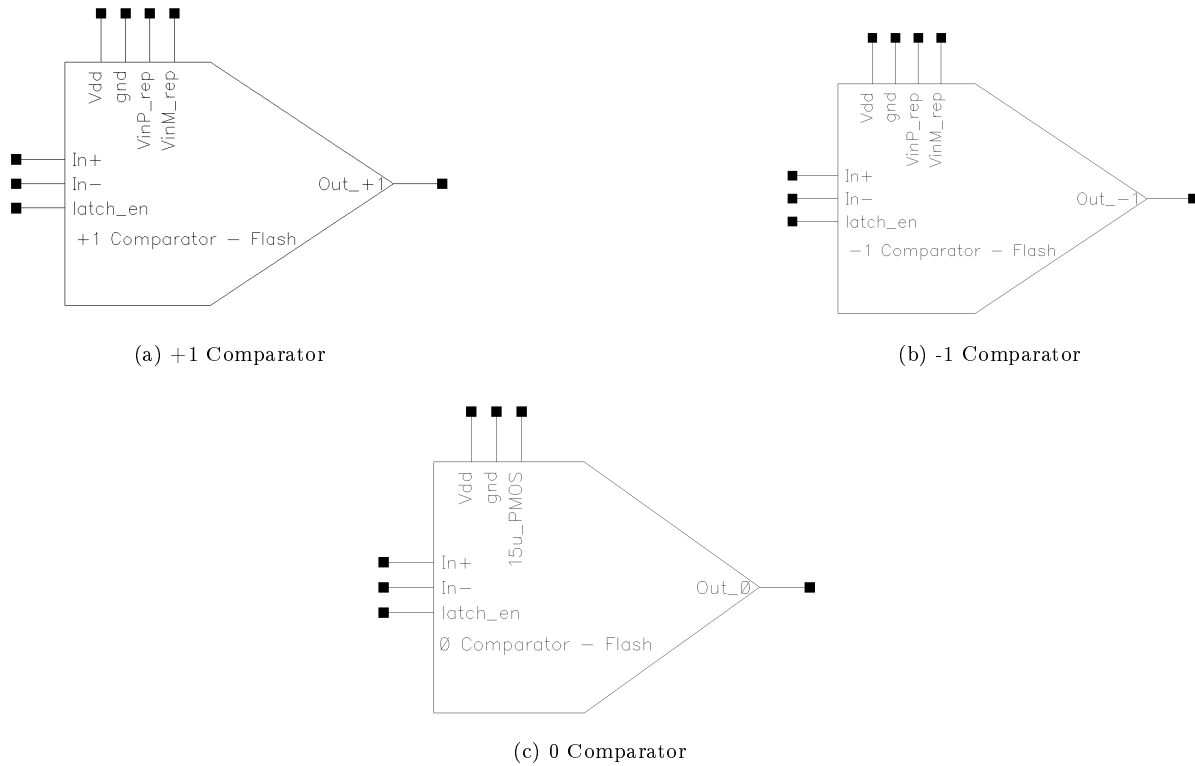 Vdd
gnd
VinP_rep
VinM_rep
In+
In−
latch_en
Out_+1
+1 Comparator − Flash
(a) +1 Comparator
Vdd
gnd
VinP_rep
VinM_rep
In+
In−
latch_en
Out_−1
−1 Comparator − Flash
(b) -1 Comparator
Vdd
gnd
15u_PMOS
In+
In−
latch_en
Out_0
0 Comparator − Flash
(c) 0 Comparator